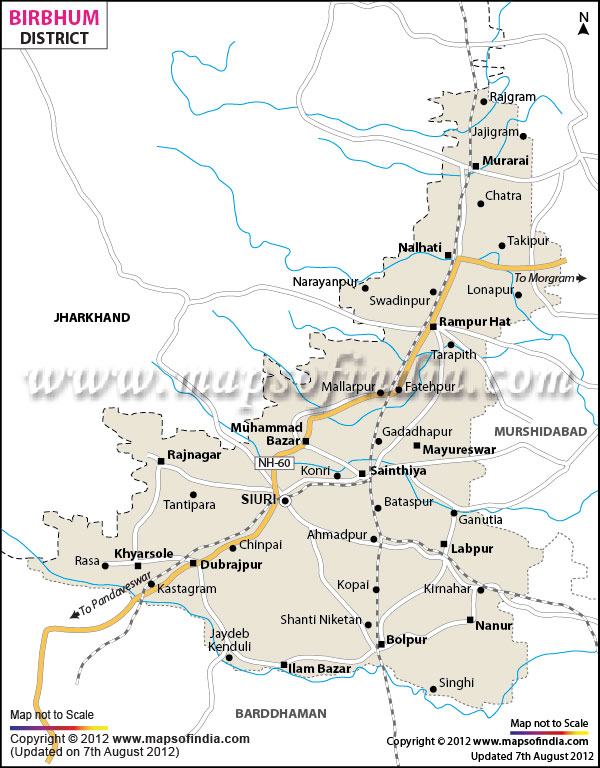 BIRBHUM
DISTRICT
N
Rajgram
Jajigram
Murarai
Chatra
Takipur
Nalhati
To Morgram
Narayanpur
Swadinpur
Lonapur
JHARKHAND
Rampur Hat
Tarapith
www.mapsofindia.com
Mallarpur
Fatehpur
Muhammad
Bazar
Gadadhapur
MURSHIDABAD
Mayureswar
Rajnagar
NH-60
Konri
Sainthiya
Tantipara
SIURI
Bataspur
Ganutia
Ahmadpur
Chinpai
Labpur
Khyarsole
Rasa
Dubrajpur
To Pandaveswar
Kastagram
Kopai
Kirnahar
Shanti Niketan
Nanur
Jaydeb
Kenduli
Bolpur
Ilam Bazar
Singhi
BARDDHAMAN
Map not to Scale
Copyright © 2012 www.mapsofindia.com
(Updated on 7th August 2012)
Map not to Scale
Copyright © 2012 www.mapsofindia.com
Updated on 7th August 2012